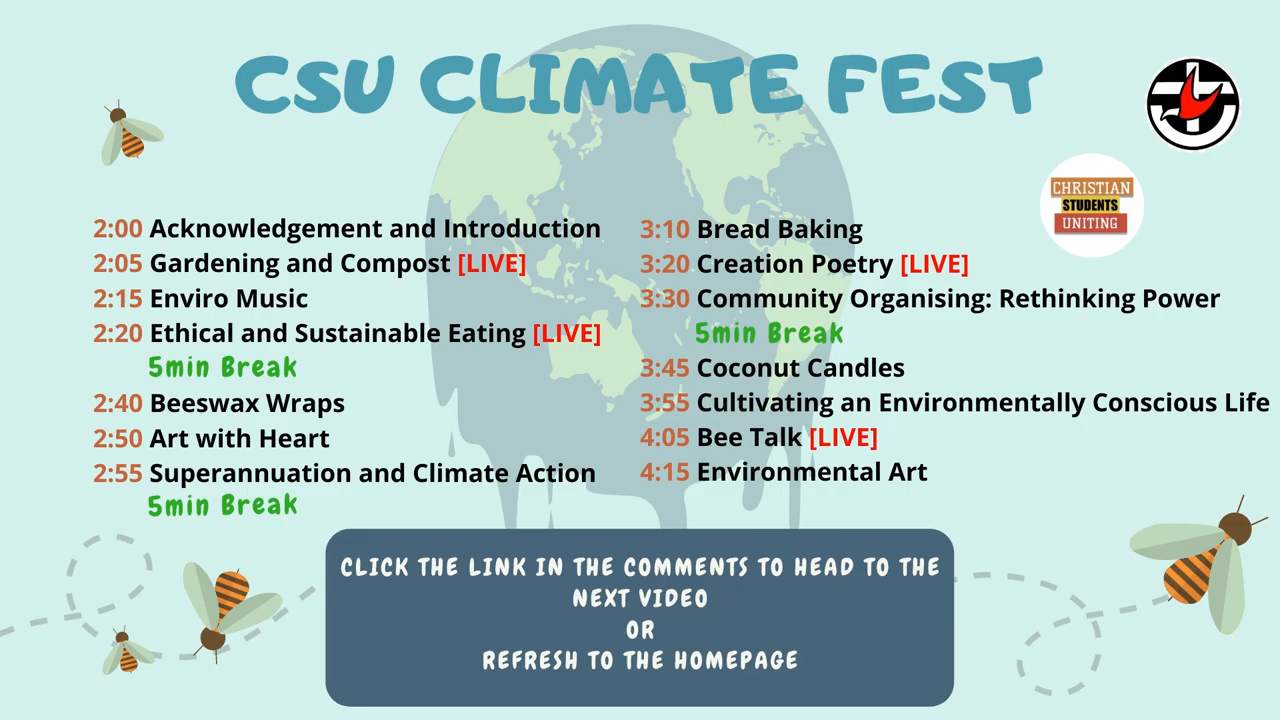 CSU CLIMATE FEST
CHRISTIAN
STUDENTS
UNITING
2:00 Acknowledgement and Introduction
2:05 Gardening and Compost [LIVE]
2:15 Enviro Music
2:20 Ethical and Sustainable Eating [LIVE]
5min Break
2:40 Beeswax Wraps
2:50 Art with Heart
2:55 Superannuation and Climate Action
5min Break
3:10 Bread Baking
3:20 Creation Poetry [LIVE]
3:30 Community Organising: Rethinking Power
5min Break
3:45 Coconut Candles
3:55 Cultivating an Environmentally Conscious Life
4:05 Bee Talk [LIVE]
4:15 Environmental Art
CLICK THE LINK IN THE COMMENTS TO HEAD TO THE
NEXT VIDEO
OR
REFRESH TO THE HOMEPAGE